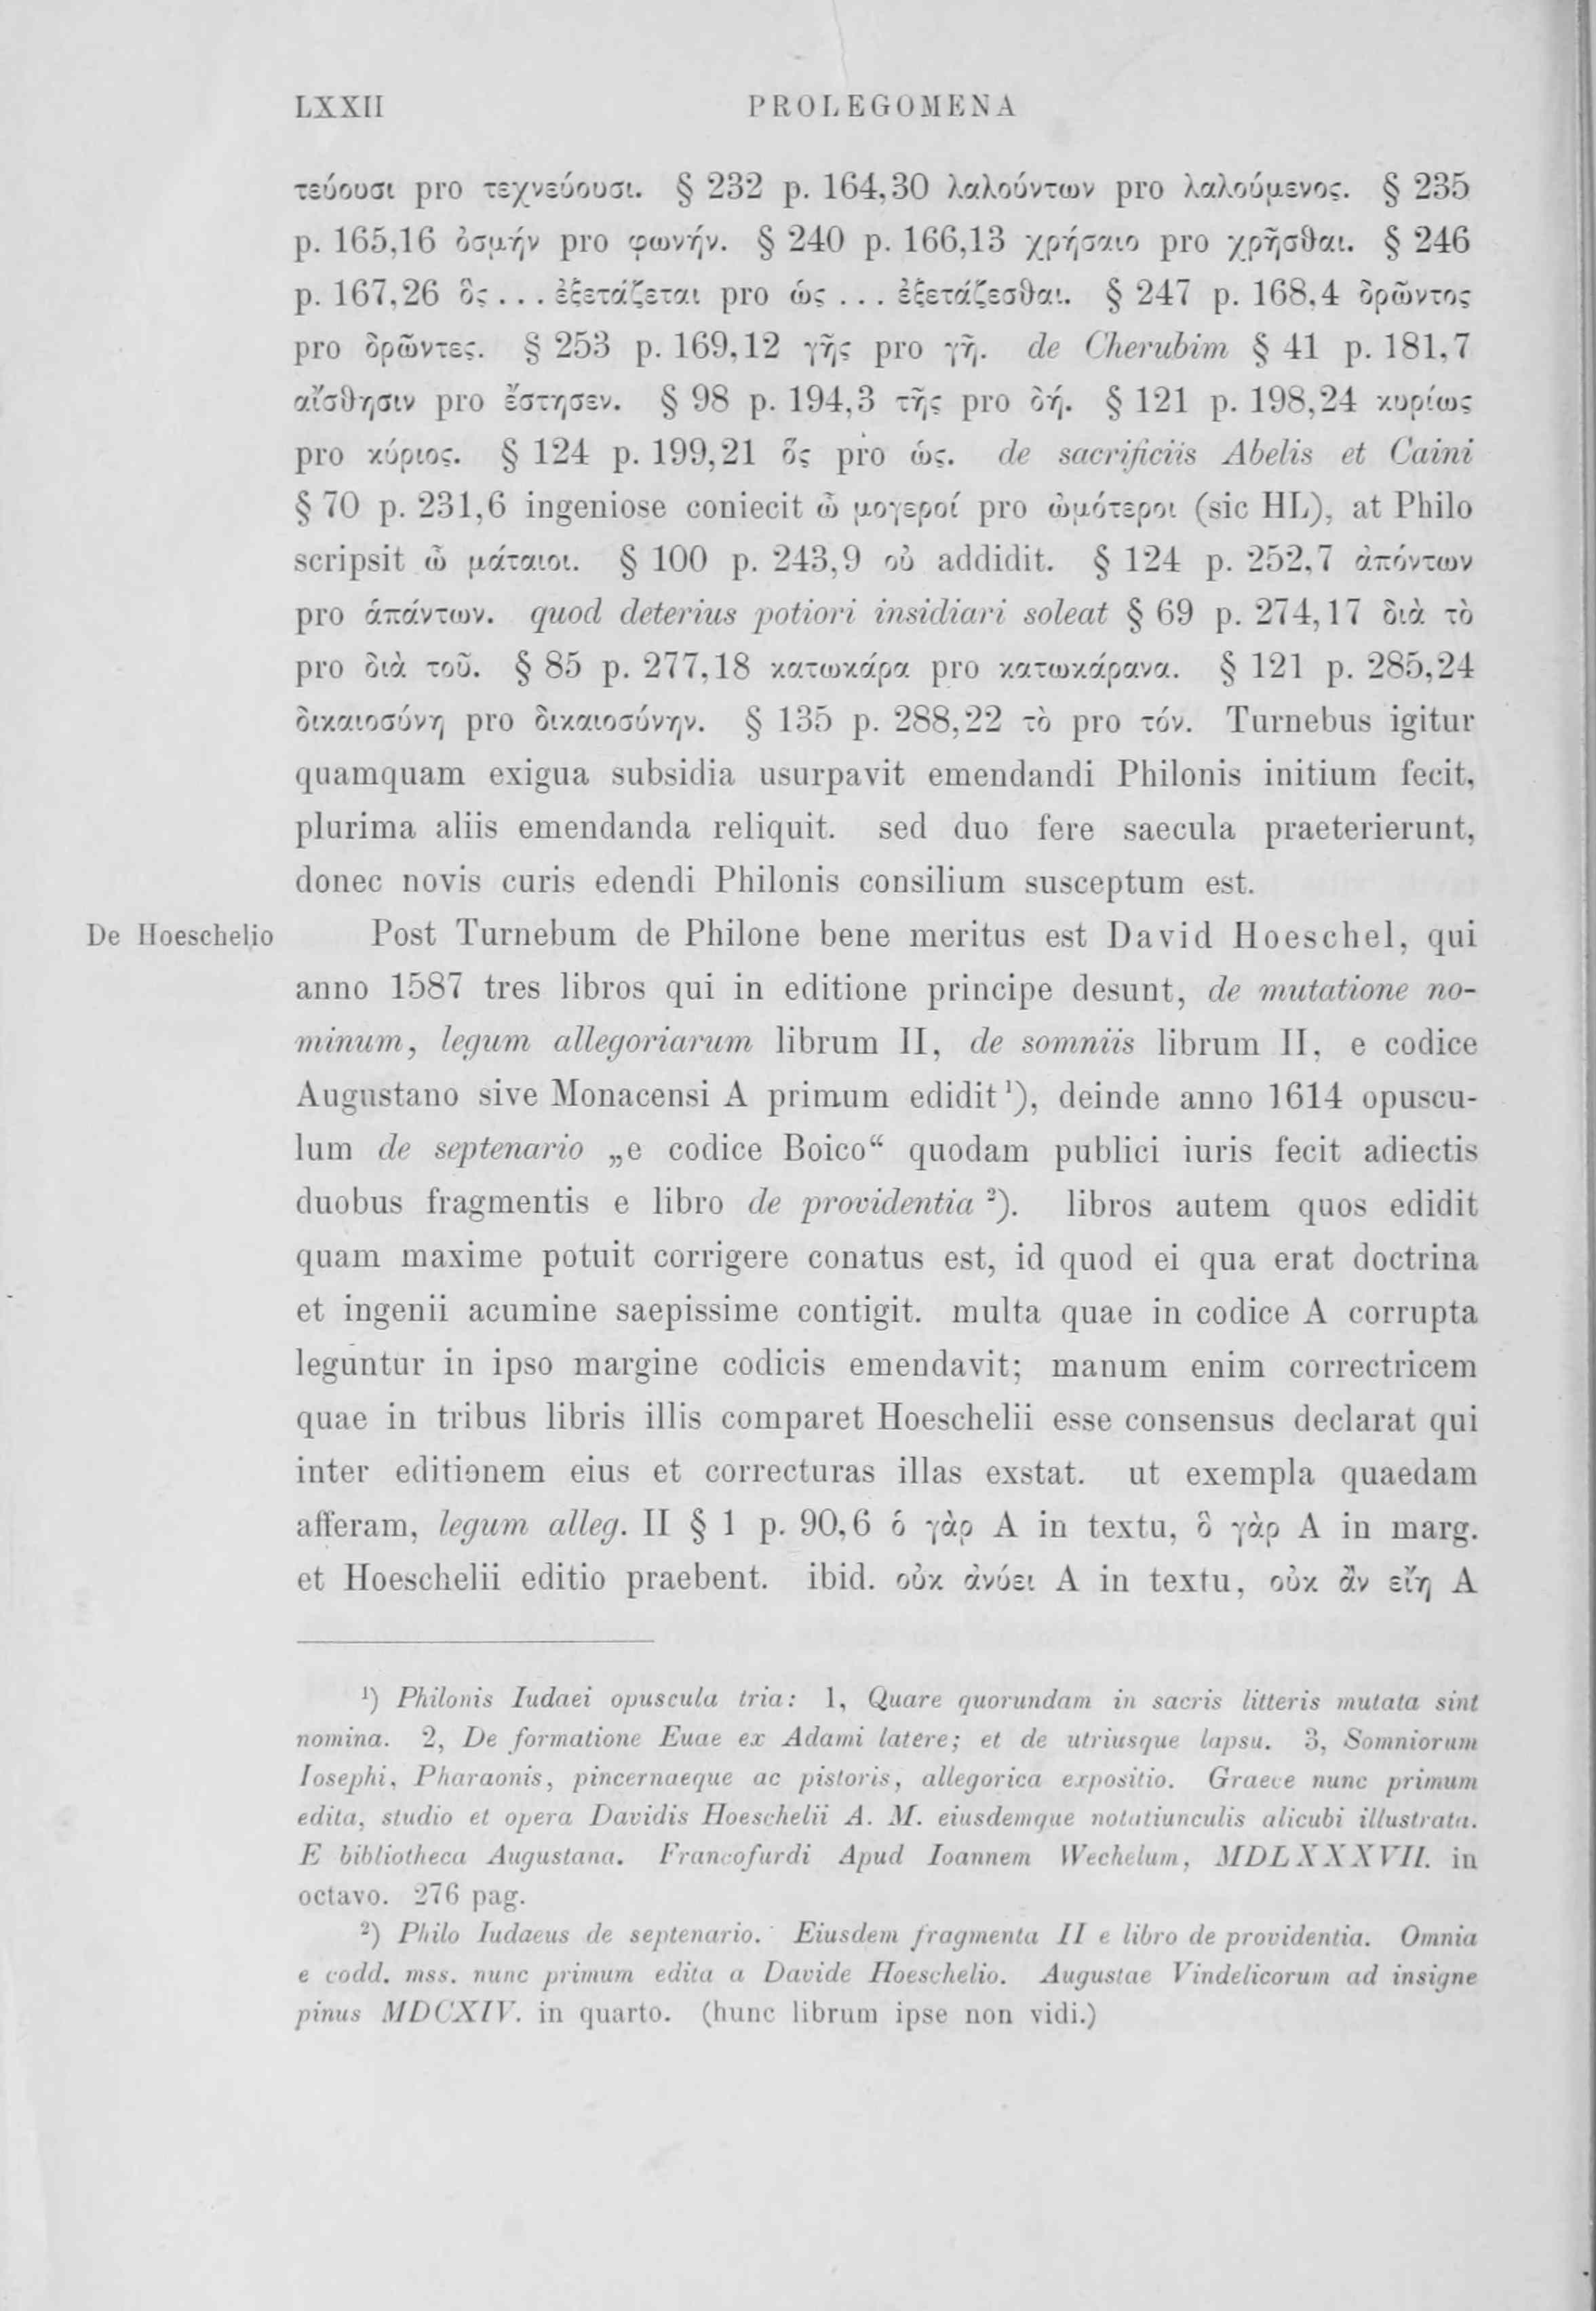 LXXII PROLEGOMENA
τεύουσι pro τεχνεύουσι. § 232 p. 164,30 λαλούντων pro λαλούμενος. § 235
p. 165,16 ὀσμήν pro φωνήν. § 240 p. 166,13 χρήσαιο pro χρῆσθαι. § 246
p. 167,26 ὃς ... ἐξετάζεται pro ὡς ... ἐξετάζεσθαι. § 247 p. 168,4 δρῶντος
pro δρῶντες. § 253 p. 169,12 γῆς pro γῆ. de Cherubim § 41 p. 181,7
αἴσθησιν pro ἔστησεν. § 98 p. 194,3 τῆς pro δή. § 121 p. 198,24 κυρίως
pro κύριος. § 124 p. 199,21 ὅς pro ὡς. de sacrificiis Abelis et Caini
§ 70 p. 231,6 ingeniose coniecit ὦ μογεροί pro ὠμότεροι (sic HL), at Philo
scripsit ὦ μάταιοι. § 100 p. 243,9 οὐ addidit. § 124 p. 252,7 ἀπόντων
pro ἁπάντων. quod deterius potiori insidiari soleat § 69 p. 274,17 διὰ τὸ
pro διὰ τοῦ. § 85 p. 277,18 κατωκάρα pro κατωκάρανα. § 121 p. 285,24
δικαιοσύνη pro δικαιοσύνην. § 135 p. 288,22 τὸ pro τόν. Turnebus igitur
quamquam exigua subsidia usurpavit emendandi Philonis initium fecit,
plurima aliis emendanda reliquit. sed duo fere saecula praeterierunt,
donec novis curis edendi Philonis consilium susceptum est.
De Hoeschelio Post Turnebum de Philone bene meritus est David Hoeschel, qui
anno 1587 tres libros qui in editione principe desunt, de mutatione no-
minum, legum allegoriarum librum II, de somniis librum II, e codice
Augustano sive Monacensi A primum edidit¹), deinde anno 1614 opuscu-
lum de septenario „e codice Boico“ quodam publici iuris fecit adiectis
duobus fragmentis e libro de providentia ²). libros autem quos edidit
quam maxime potuit corrigere conatus est, id quod ei qua erat doctrina
et ingenii acumine saepissime contigit. multa quae in codice A corrupta
leguntur in ipso margine codicis emendavit; manum enim correctricem
quae in tribus libris illis comparet Hoeschelii esse consensus declarat qui
inter editionem eius et correcturas illas exstat. ut exempla quaedam
afferam, legum alleg. II § 1 p. 90,6 ὁ γὰρ A in textu, ὃ γὰρ A in marg.
et Hoeschelii editio praebent. ibid. οὐκ ἀνύει A in textu, οὐκ ἂν εἴη A
¹) Philonis Iudaei opuscula tria: 1, Quare quorundam in sacris litteris mutata sint
nomina. 2, De formatione Euae ex Adami latere; et de utriusque lapsu. 3, Somniorum
Iosephi, Pharaonis, pincernaeque ac pistoris, allegorica expositio. Graece nunc primum
edita, studio et opera Davidis Hoeschelii A. M. eiusdemque notatiunculis alicubi illustrata.
E bibliotheca Augustana. Francofurdi Apud Ioannem Wechelum, MDLXXXVII. in
octavo. 276 pag.
²) Philo Iudaeus de septenario. Eiusdem fragmenta II e libro de providentia. Omnia
e codd. mss. nunc primum edita a Davide Hoeschelio. Augustae Vindelicorum ad insigne
pinus MDCXIV. in quarto. (hunc librum ipse non vidi.)